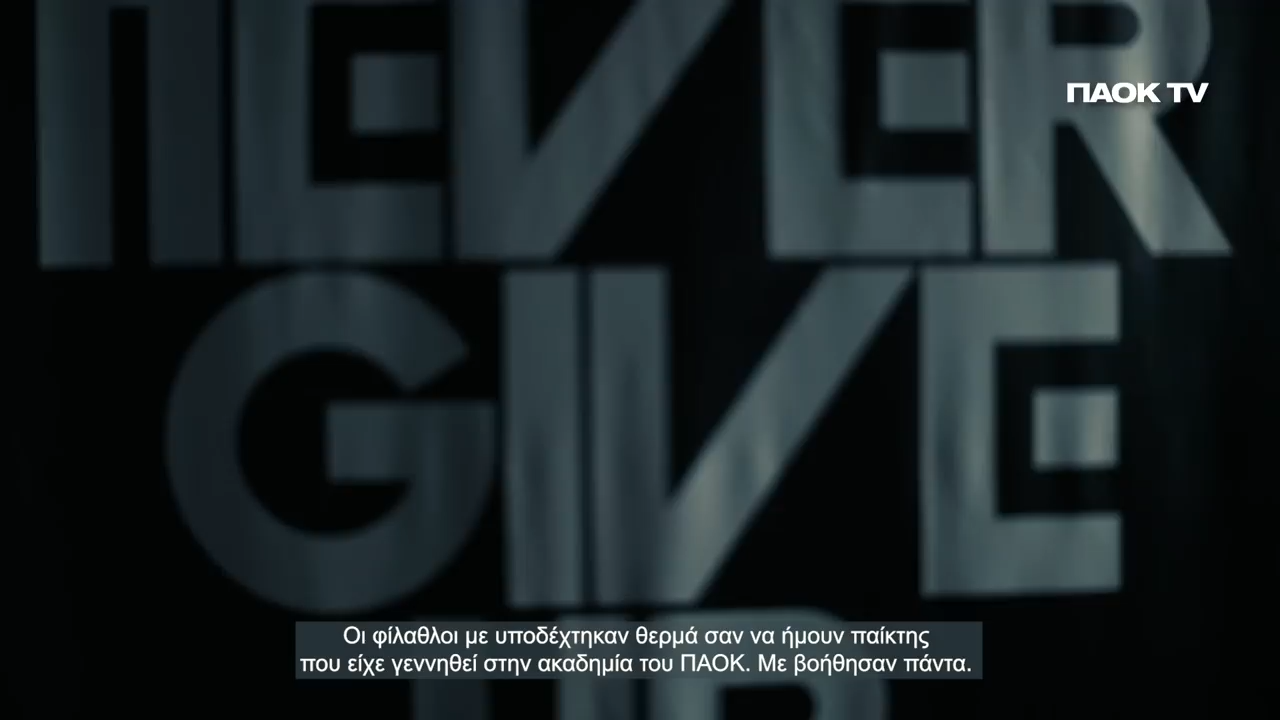 NEVER
ΠΑΟΚ TV
GIVE
UP
Οι φίλαθλοι με υποδέχτηκαν θερμά σαν να ήμουν παίκτης
που είχε γεννηθεί στην ακαδημία του ΠΑΟΚ. Με βοήθησαν πάντα.